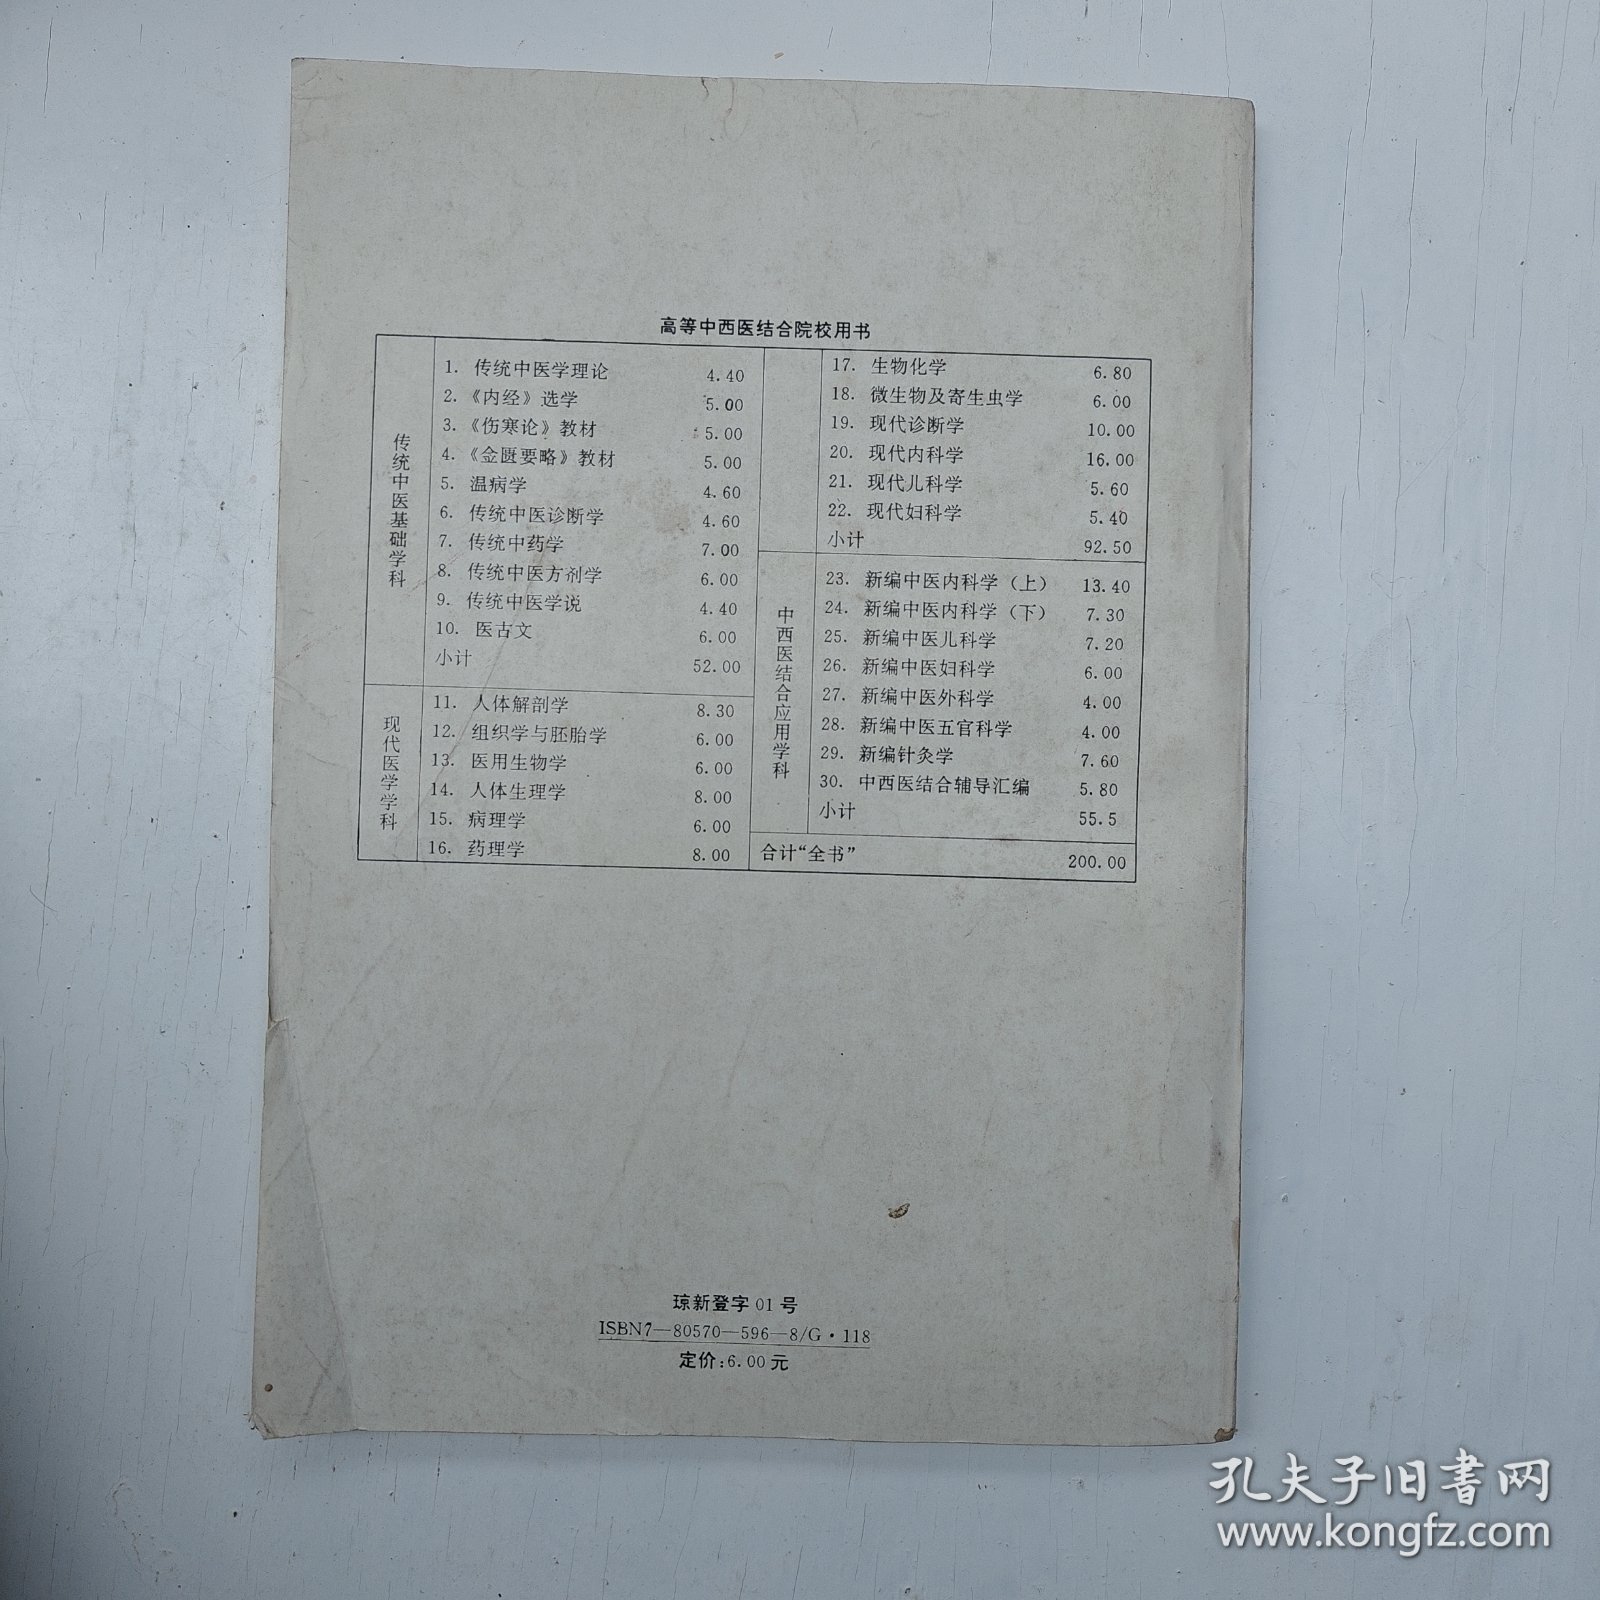 高等中西医结合院校用书
传统中医基础学科
1. 传统中医学理论 4.40
2.《内经》选学 5.00
3.《伤寒论》教材 5.00
4.《金匮要略》教材 5.00
5. 温病学 4.60
6. 传统中医诊断学 4.60
7. 传统中药学 7.00
8. 传统中医方剂学 6.00
9. 传统中医学说 4.40
10. 医古文 6.00
小计 52.00
现代医学学科
11. 人体解剖学 8.30
12. 组织学与胚胎学 6.00
13. 医用生物学 6.00
14. 人体生理学 8.00
15. 病理学 6.00
16. 药理学 8.00
17. 生物化学 6.80
18. 微生物及寄生虫学 6.00
19. 现代诊断学 10.00
20. 现代内科学 16.00
21. 现代儿科学 5.60
22. 现代妇科学 5.40
小计 92.50
中西医结合应用学科
23. 新编中医内科学（上） 13.40
24. 新编中医内科学（下） 7.30
25. 新编中医儿科学 7.20
26. 新编中医妇科学 6.00
27. 新编中医外科学 4.00
28. 新编中医五官科学 4.00
29. 新编针灸学 7.60
30. 中西医结合辅导汇编 5.80
小计 55.5
合计“全书” 200.00
琼新登字 01 号
ISBN7—80570—596—8/G·118
定价:6.00 元
孔夫子旧书网
www.kongfz.com